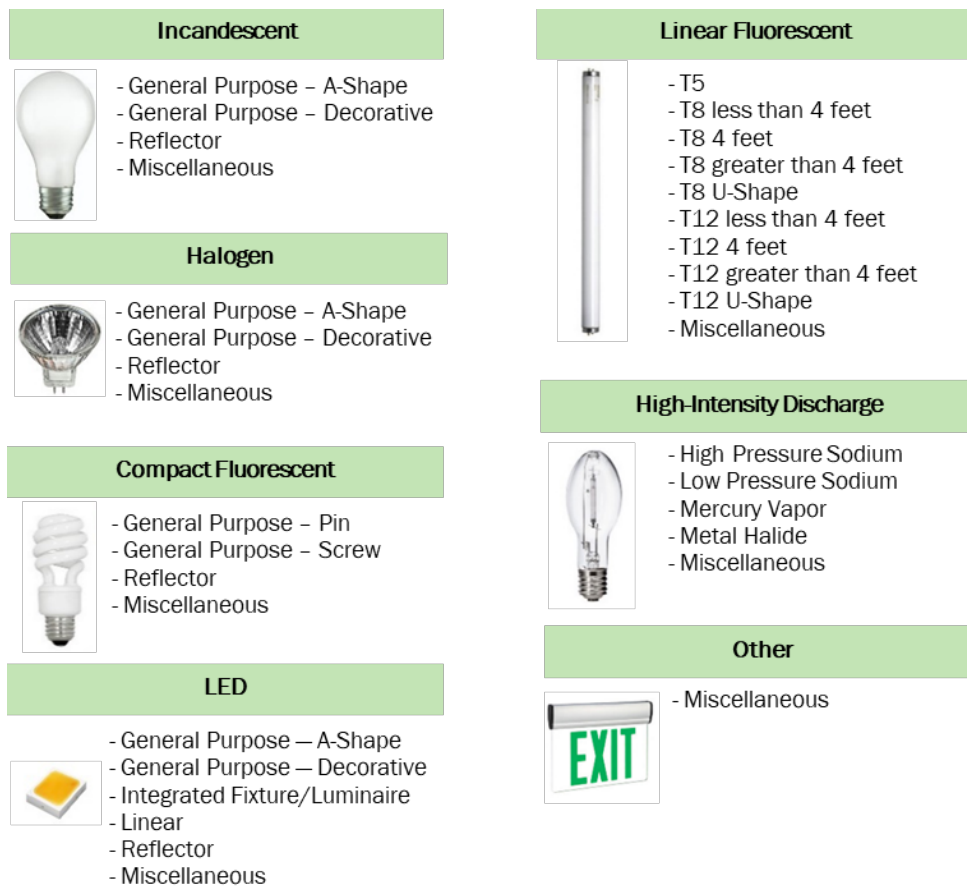 Incandescent
- General Purpose – A-Shape
- General Purpose – Decorative
- Reflector
- Miscellaneous
Halogen
- General Purpose – A-Shape
- General Purpose – Decorative
- Reflector
- Miscellaneous
Compact Fluorescent
- General Purpose – Pin
- General Purpose – Screw
- Reflector
- Miscellaneous
LED
- General Purpose — A-Shape
- General Purpose — Decorative
- Integrated Fixture/Luminaire
- Linear
- Reflector
- Miscellaneous
Linear Fluorescent
- T5
- T8 less than 4 feet
- T8 4 feet
- T8 greater than 4 feet
- T8 U-Shape
- T12 less than 4 feet
- T12 4 feet
- T12 greater than 4 feet
- T12 U-Shape
- Miscellaneous
High-Intensity Discharge
- High Pressure Sodium
- Low Pressure Sodium
- Mercury Vapor
- Metal Halide
- Miscellaneous
Other
- Miscellaneous
EXIT